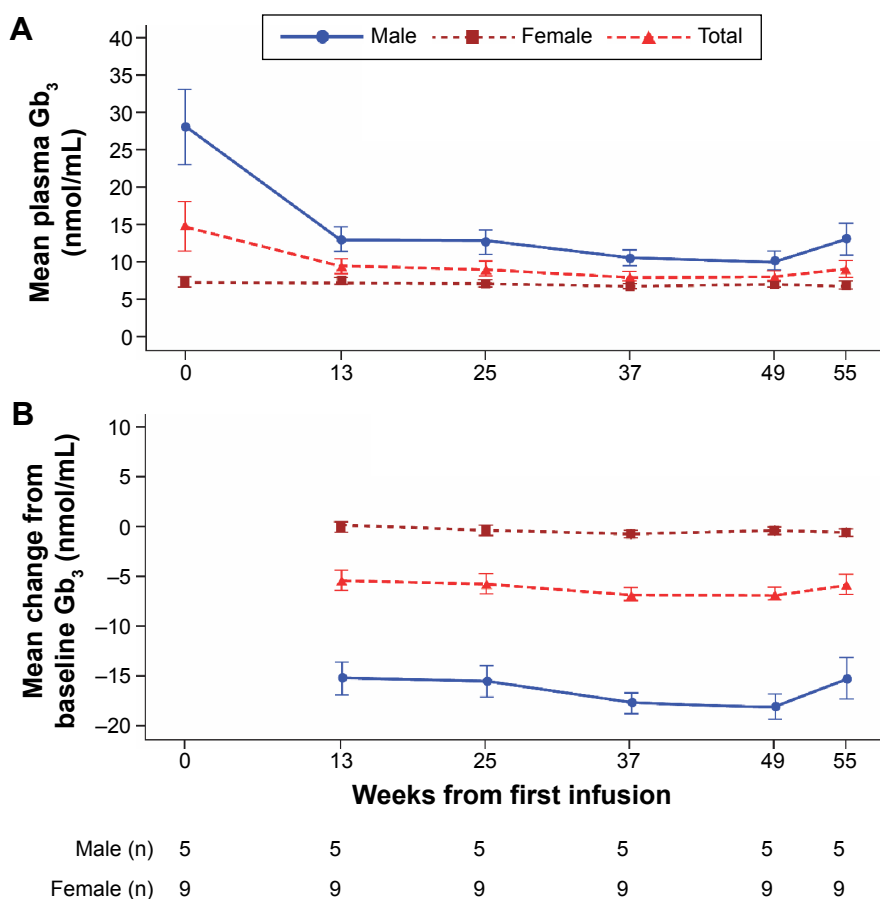 A
Male Female Total
Mean plasma Gb3
(nmol/mL)
40
35
30
25
20
15
10
5
0
0 13 25 37 49 55
B
Mean change from
baseline Gb3 (nmol/mL)
10
5
0
–5
–10
–15
–20
0 13 25 37 49 55
Weeks from first infusion
Male (n) 5 5 5 5 5 5
Female (n) 9 9 9 9 9 9